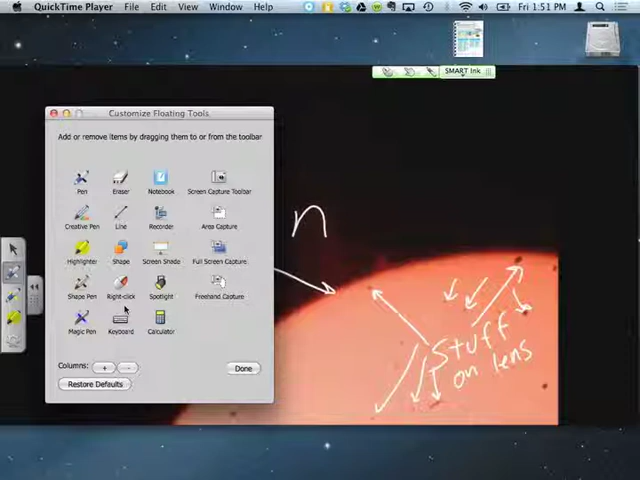 QuickTime Player File Edit View Window Help Fri 1:51 PM
SMART Ink
Customize Floating Tools
Add or remove items by dragging them to or from the toolbar
Pen Eraser Notebook Screen Capture Toolbar
Creative Pen Line Recorder Area Capture
Highlighter Shape Screen Shade Full Screen Capture
Shape Pen Right-click Spotlight Freehand Capture
Magic Pen Keyboard Calculator
Columns: + -
Done
Restore Defaults
n
Stuff
on lens